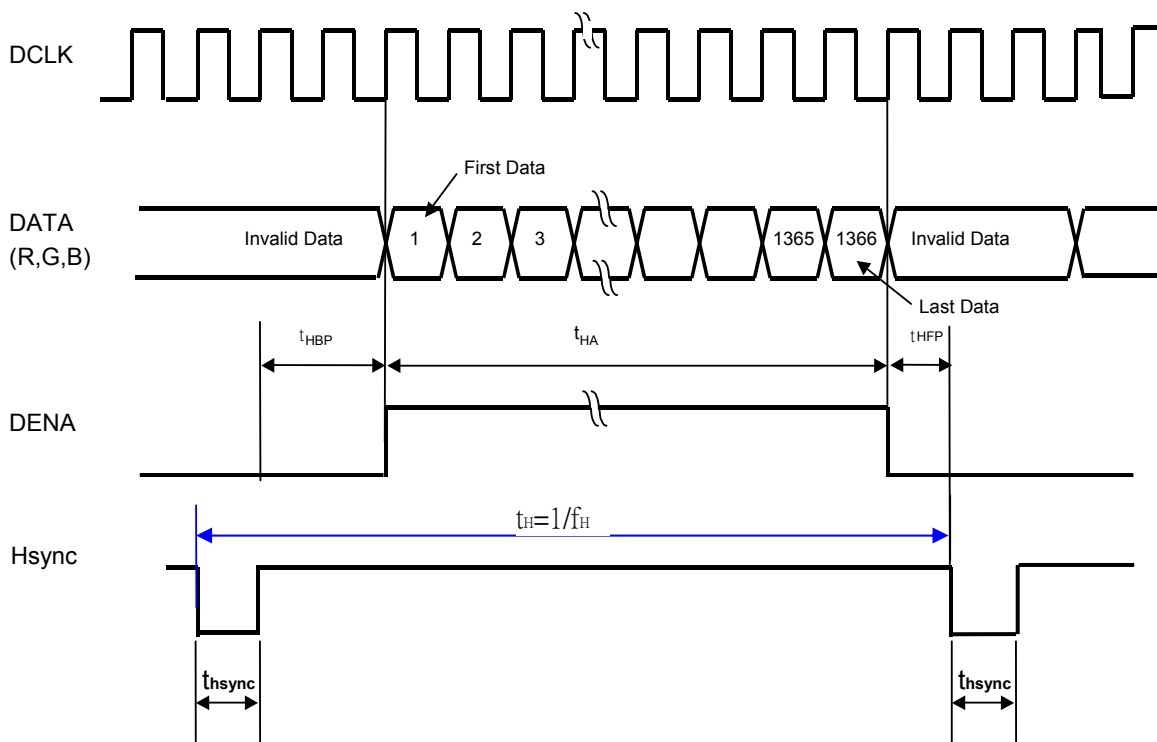 DCLK
First Data
DATA
(R,G,B)
Invalid Data 1 2 3 1365 1366 Invalid Data
Last Data
tHBP tHA tHFP
DENA
tH=1/fH
Hsync
thsync thsync